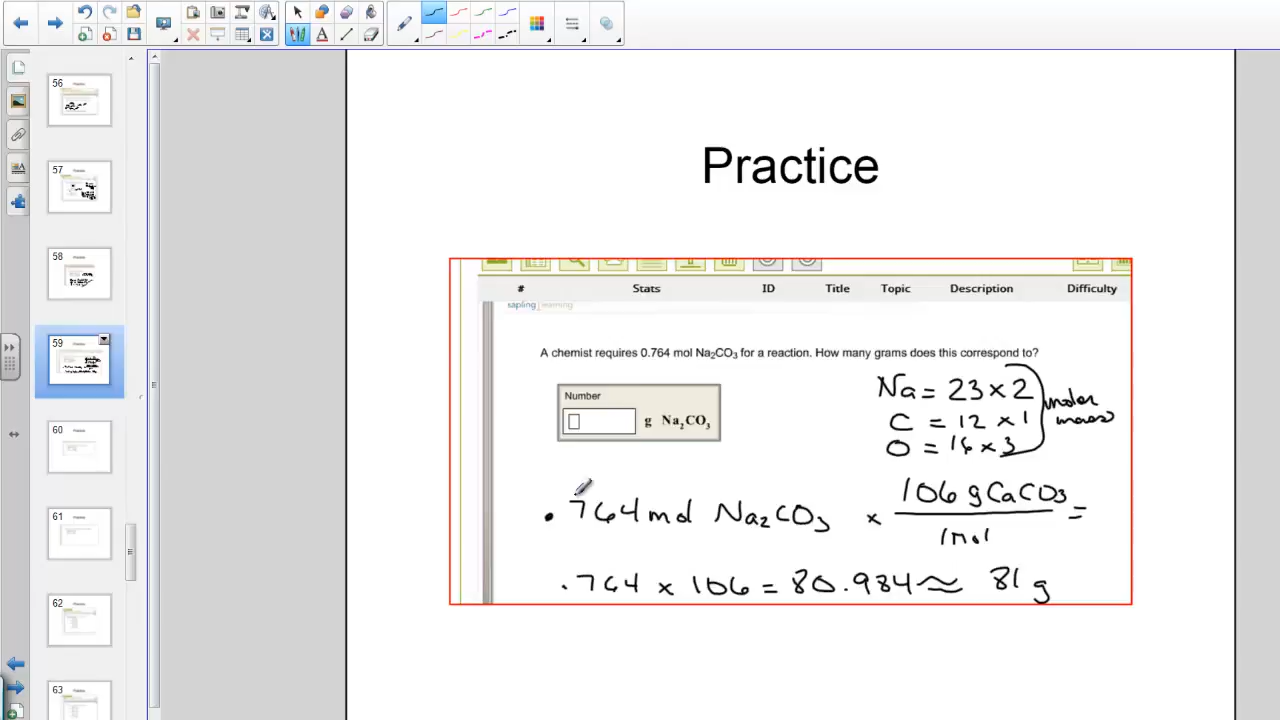 56
57
58
59
60
61
62
63
Practice
# Stats ID Title Topic Description Difficulty
sapling learning
A chemist requires 0.764 mol Na₂CO₃ for a reaction. How many grams does this correspond to?
Number
g Na₂CO₃
Na = 23 × 2
C = 12 × 1
O = 16 × 3
molar
mass
.764 mol Na₂CO₃ × 106 g CaCO₃ =
1 mol
.764 × 106 = 80.984 ≈ 81 g